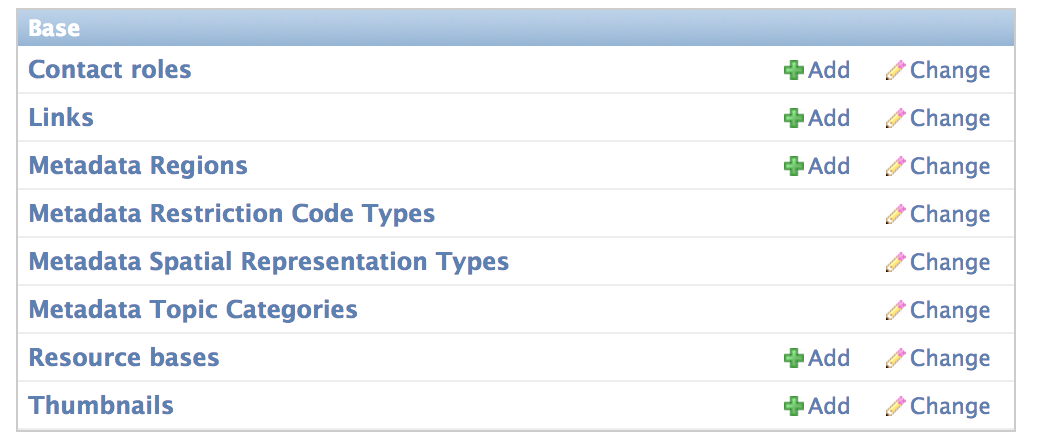 Base
Contact roles Add Change
Links Add Change
Metadata Regions Add Change
Metadata Restriction Code Types Change
Metadata Spatial Representation Types Change
Metadata Topic Categories Change
Resource bases Add Change
Thumbnails Add Change